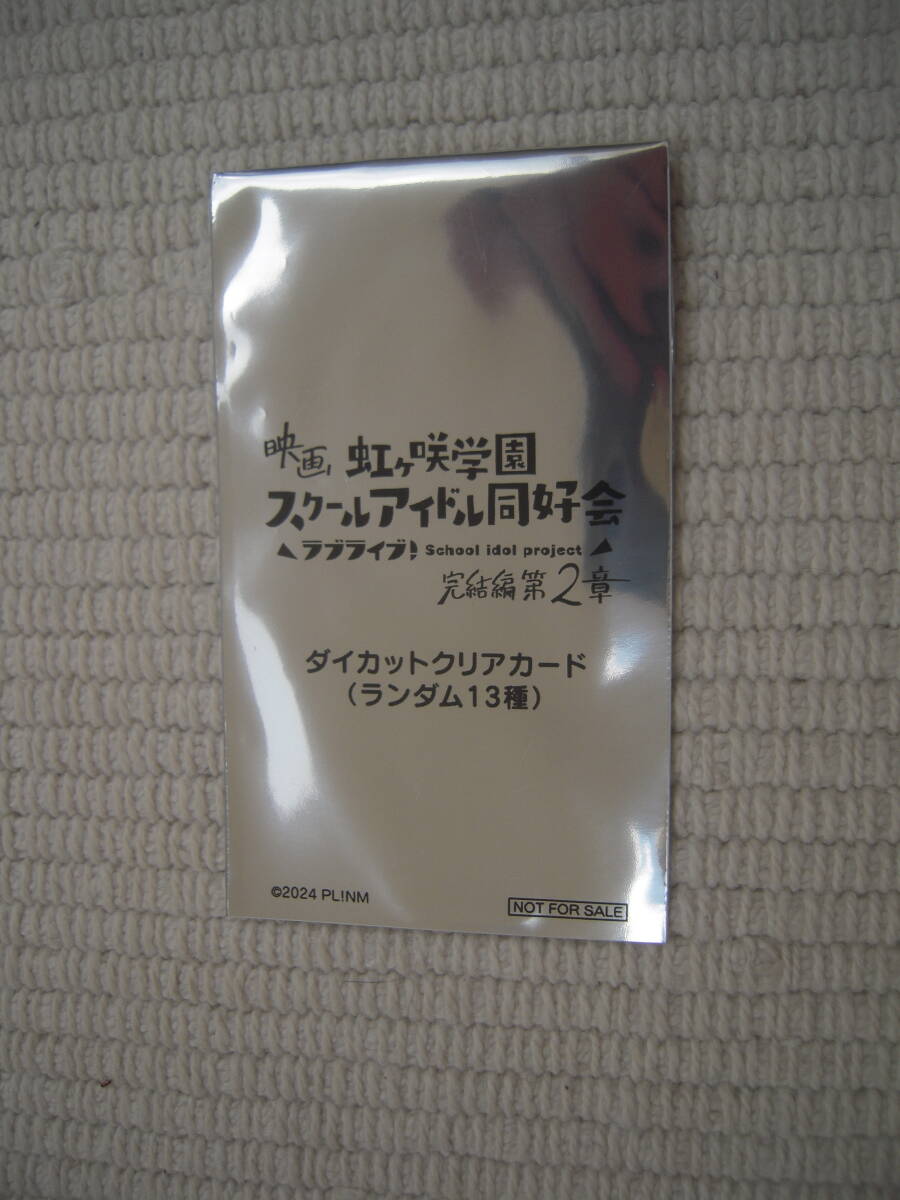 映画 虹ヶ咲学園
スクールアイドル同好会
ラブライブ! School idol project
完結編 第2章
ダイカットクリアカード
(ランダム13種)
©2024 PL!NM
NOT FOR SALE